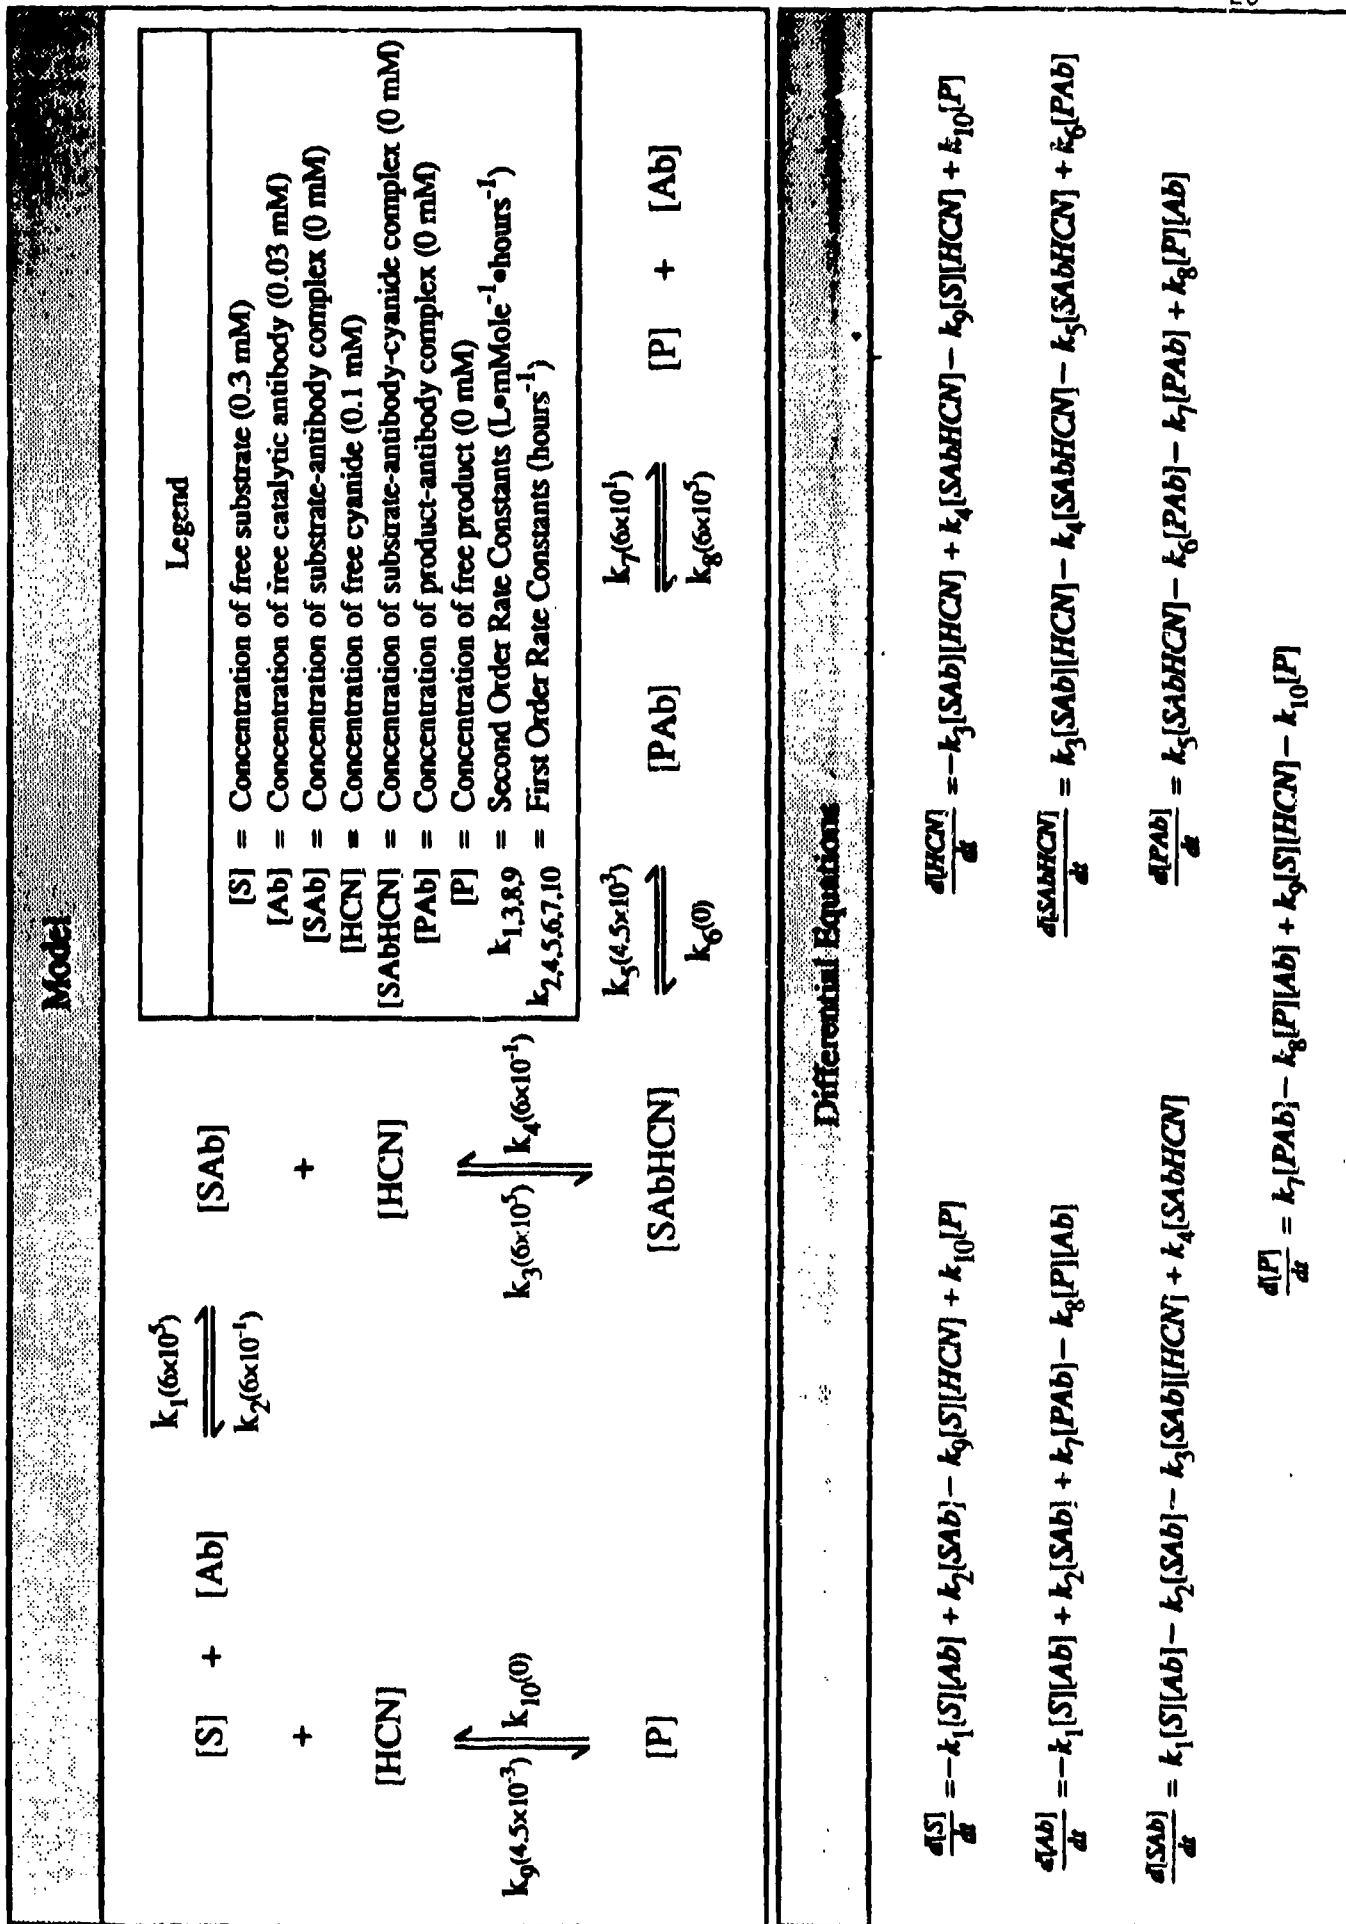 Model
Legend
[S] = Concentration of free substrate (0.3 mM)
[Ab] = Concentration of free catalytic antibody (0.03 mM)
[SAb] = Concentration of substrate-antibody complex (0 mM)
[HCN] = Concentration of free cyanide (0.1 mM)
[SAbHCN] = Concentration of substrate-antibody-cyanide complex (0 mM)
[PAb] = Concentration of product-antibody complex (0 mM)
[P] = Concentration of free product (0 mM)
k1,3,8,9 = Second Order Rate Constants (L●mMole^-1●hours^-1)
k2,4,5,6,7,10 = First Order Rate Constants (hours^-1)
[S] + [Ab] k1(6x10^5) ⇌ k2(6x10^-1) [SAb]
+ +
[HCN] [HCN]
k9(4.5x10^-3) ⇌ k10(0) k3(6x10^5) ⇌ k4(6x10^-1)
[P] [SAbHCN] k5(4.5x10^3) ⇌ k6(0) [PAb] k7(6x10^1) ⇌ k8(6x10^5) [P] + [Ab]
Differential Equations
d[S]/dt = -k1[S][Ab] + k2[SAb] - k9[S][HCN] + k10[P]
d[HCN]/dt = -k3[SAb][HCN] + k4[SAbHCN] - k9[S][HCN] + k10[P]
d[Ab]/dt = -k1[S][Ab] + k2[SAb] + k7[PAb] - k8[P][Ab]
d[SAbHCN]/dt = k3[SAb][HCN] - k4[SAbHCN] - k5[SAbHCN] + k6[PAb]
d[SAb]/dt = k1[S][Ab] - k2[SAb] - k3[SAb][HCN] + k4[SAbHCN]
d[PAb]/dt = k5[SAbHCN] - k6[PAb] - k7[PAb] + k8[P][Ab]
d[P]/dt = k7[PAb] - k8[P][Ab] + k9[S][HCN] - k10[P]